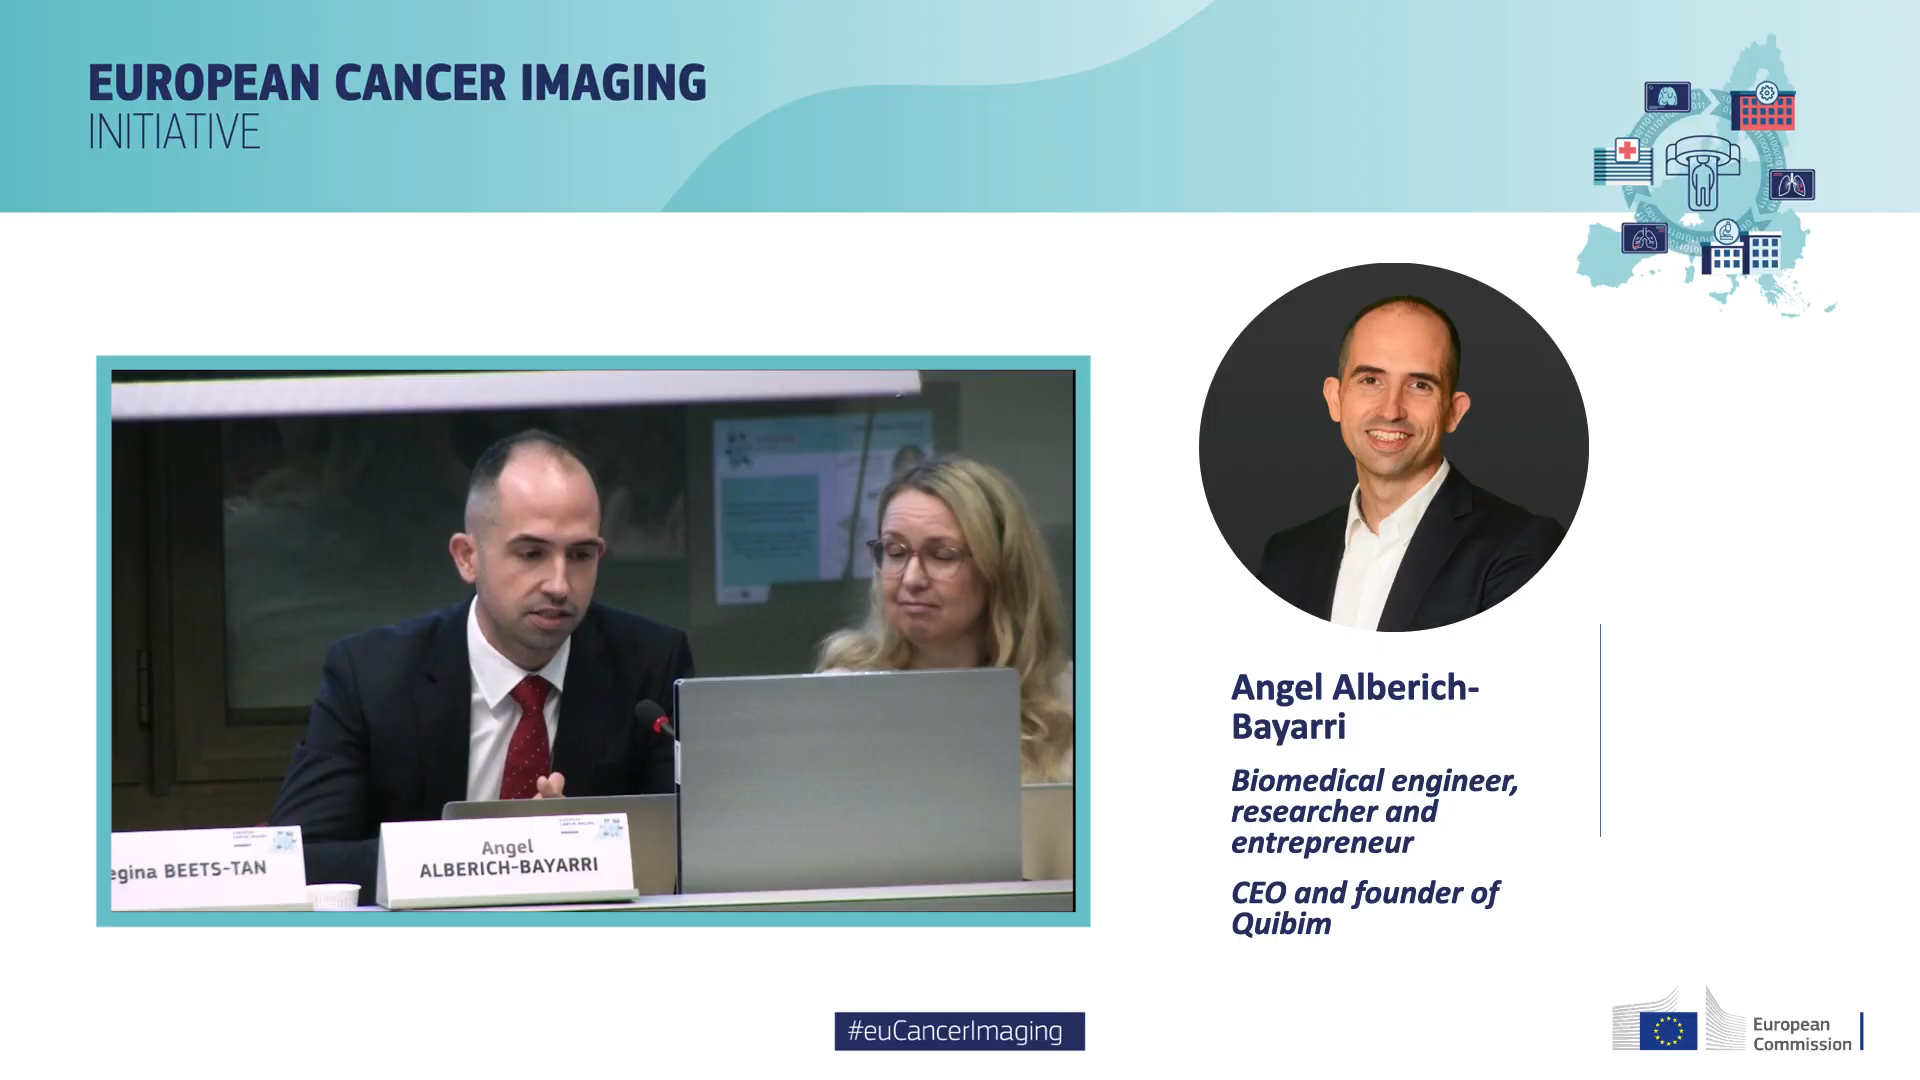 EUROPEAN CANCER IMAGING
INITIATIVE
egina BEETS-TAN
Angel
ALBERICH-BAYARRI
Angel Alberich-
Bayarri
Biomedical engineer,
researcher and
entrepreneur
CEO and founder of
Quibim
#euCancerImaging
European
Commission